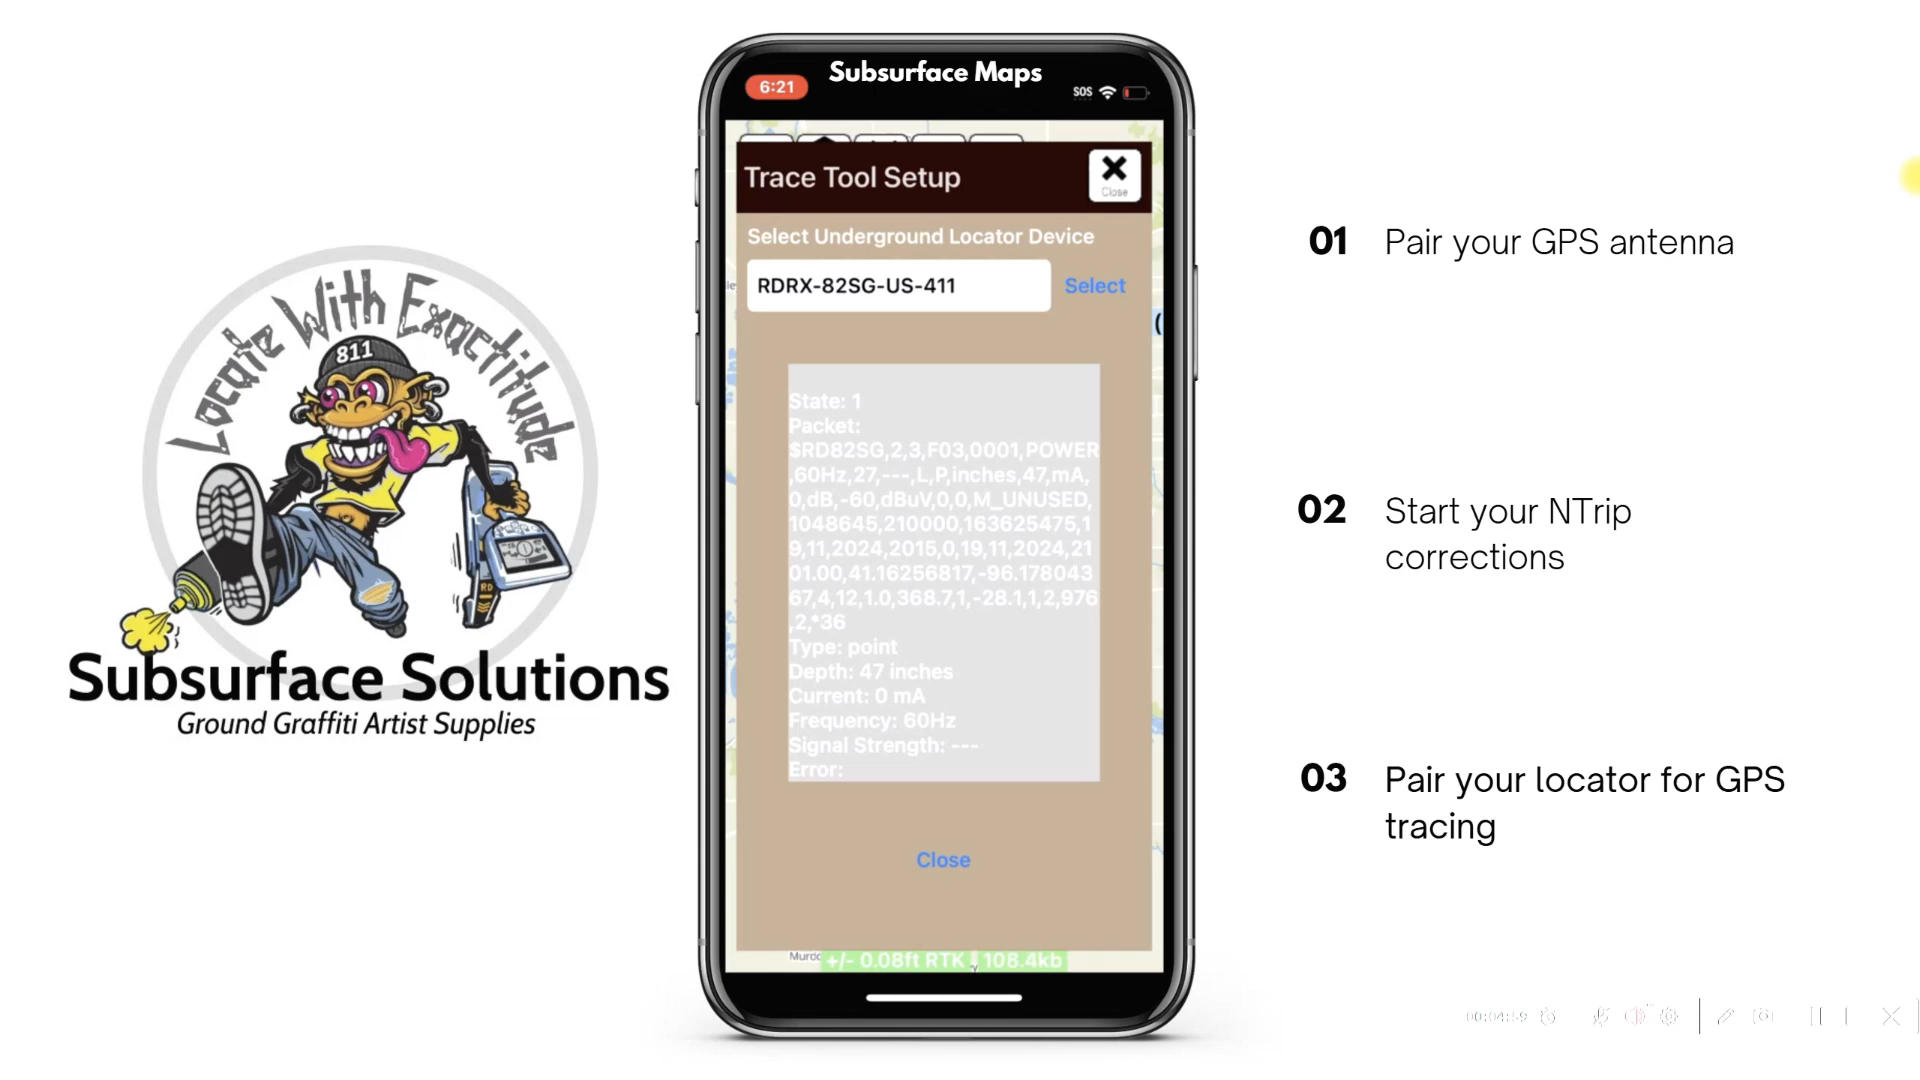 Locate With Exactitude
811
RD
Subsurface Solutions
Ground Graffiti Artist Supplies
6:21
Subsurface Maps
SOS
Trace Tool Setup
Close
Select Underground Locator Device
RDRX-82SG-US-411
Select
State: 1
Packet:
$RD82SG,2,3,F03,0001,POWER
,60Hz,27,---,L,P,inches,47,mA,
0,dB,-60,dBuV,0,0,M_UNUSED,
1048645,210000,163625475,1
9,11,2024,2015,0,19,11,2024,21
01.00,41.16256817,-96.178043
67,4,12,1.0,368.7,1,-28.1,1,2,976
,2,*36
Type: point
Depth: 47 inches
Current: 0 mA
Frequency: 60Hz
Signal Strength: ---
Error:
Close
+/- 0.08ft RTK , 108.4kb
01 Pair your GPS antenna
02 Start your NTrip
corrections
03 Pair your locator for GPS
tracing
00:04:59